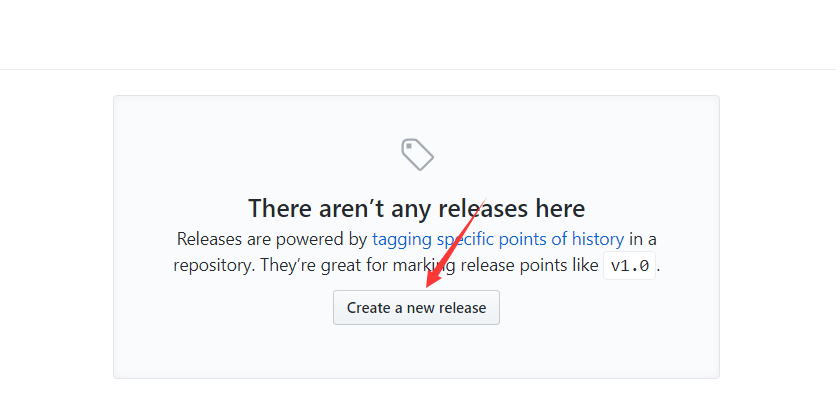 There aren’t any releases here
Releases are powered by tagging specific points of history in a
repository. They’re great for marking release points like v1.0.
Create a new release